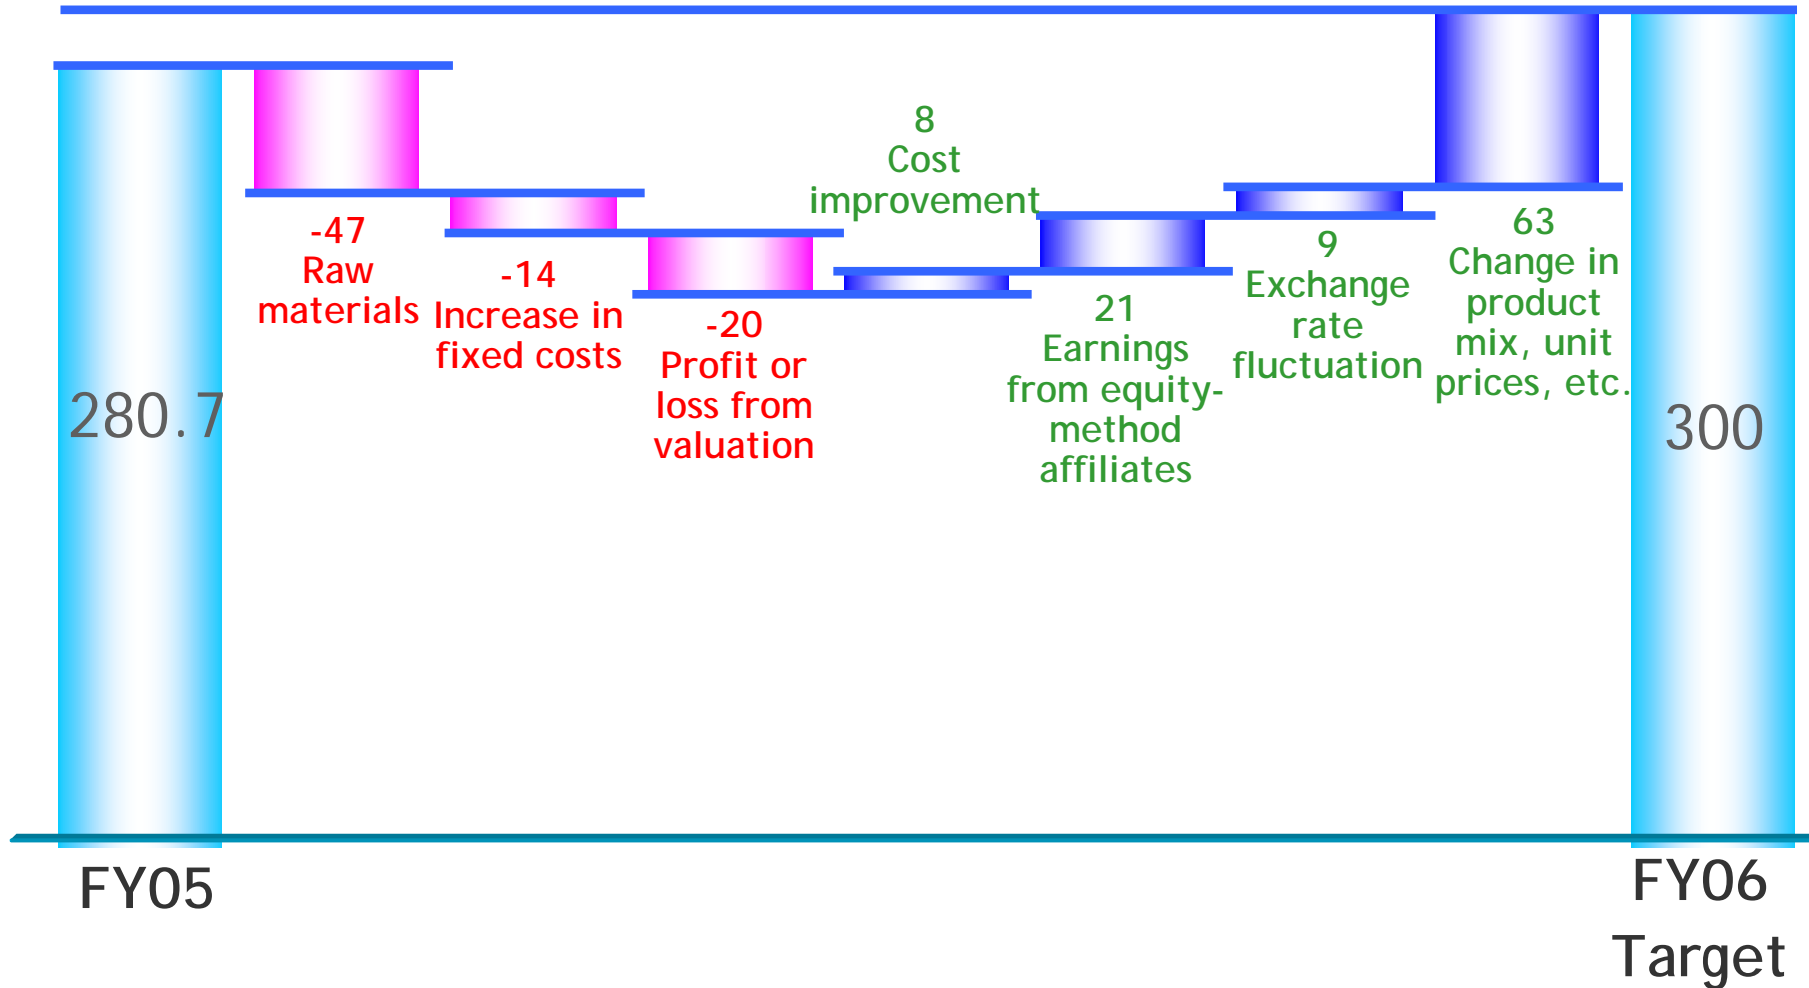 280.7
-47
Raw
materials
-14
Increase in
fixed costs
-20
Profit or
loss from
valuation
8
Cost
improvement
21
Earnings
from equity-
method
affiliates
9
Exchange
rate
fluctuation
63
Change in
product
mix, unit
prices, etc.
300
FY05
FY06
Target